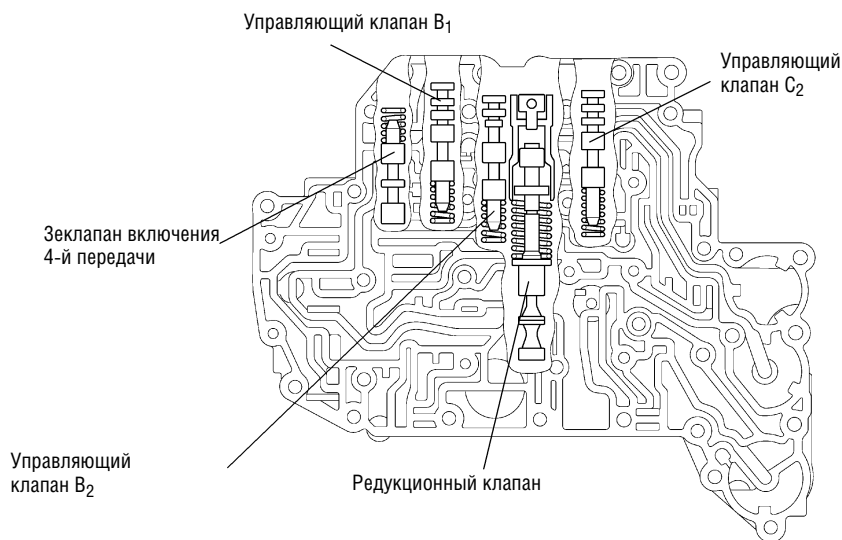 Управляющий клапан B1
Управляющий
клапан C2
Зеклапан включения
4-й передачи
Управляющий
клапан B2
Редукционный клапан